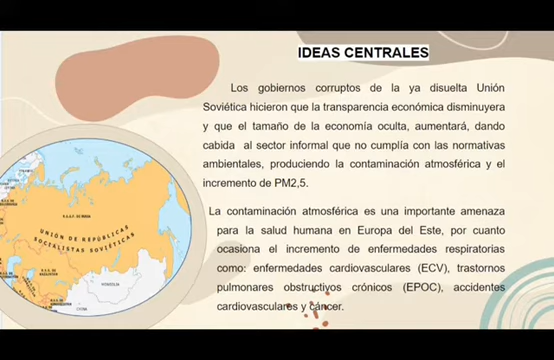 IDEAS CENTRALES
Los gobiernos corruptos de la ya disuelta Unión
Soviética hicieron que la transparencia económica disminuyera
y que el tamaño de la economía oculta, aumentará, dando
cabida al sector informal que no cumplía con las normativas
ambientales, produciendo la contaminación atmosférica y el
incremento de PM2,5.
La contaminación atmosférica es una importante amenaza
para la salud humana en Europa del Este, por cuanto
ocasiona el incremento de enfermedades respiratorias
como: enfermedades cardiovasculares (ECV), trastornos
pulmonares obstructivos crónicos (EPOC), accidentes
cardiovasculares y cáncer.
UNIÓN DE REPÚBLICAS
SOCIALISTAS SOVIÉTICAS
MONGOLIA